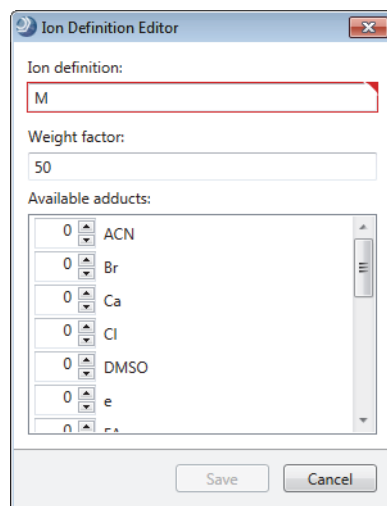 Ion Definition Editor
Ion definition:
M
Weight factor:
50
Available adducts:
0 ACN
0 Br
0 Ca
0 Cl
0 DMSO
0 e
Save Cancel